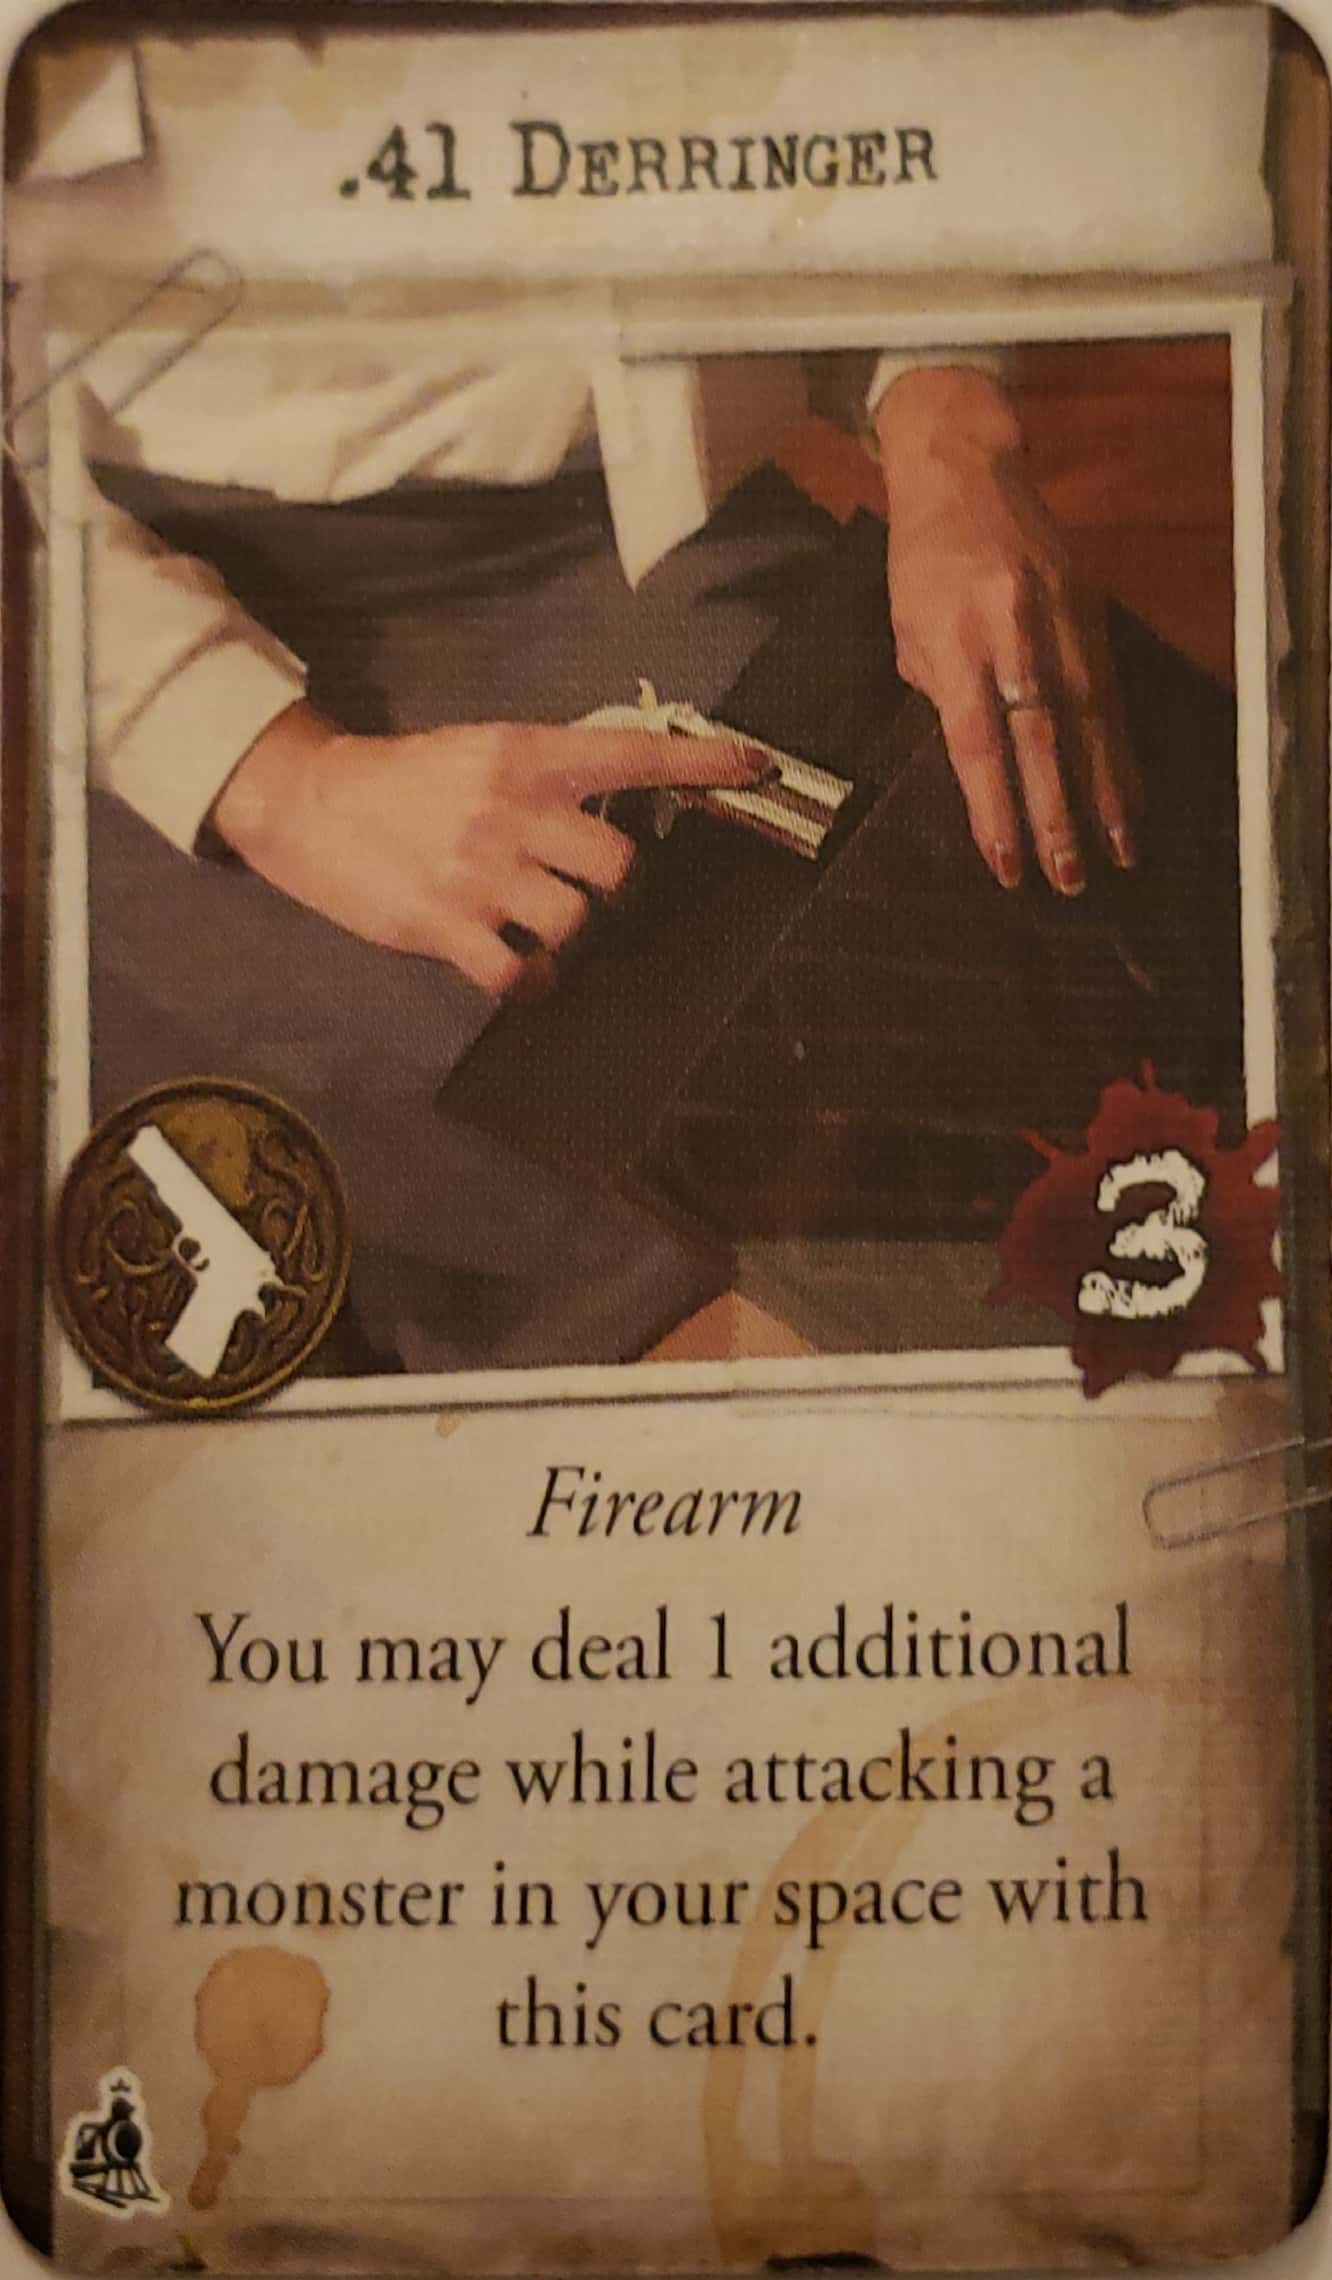 .41 DERRINGER
3
Firearm
You may deal 1 additional
damage while attacking a
monster in your space with
this card.